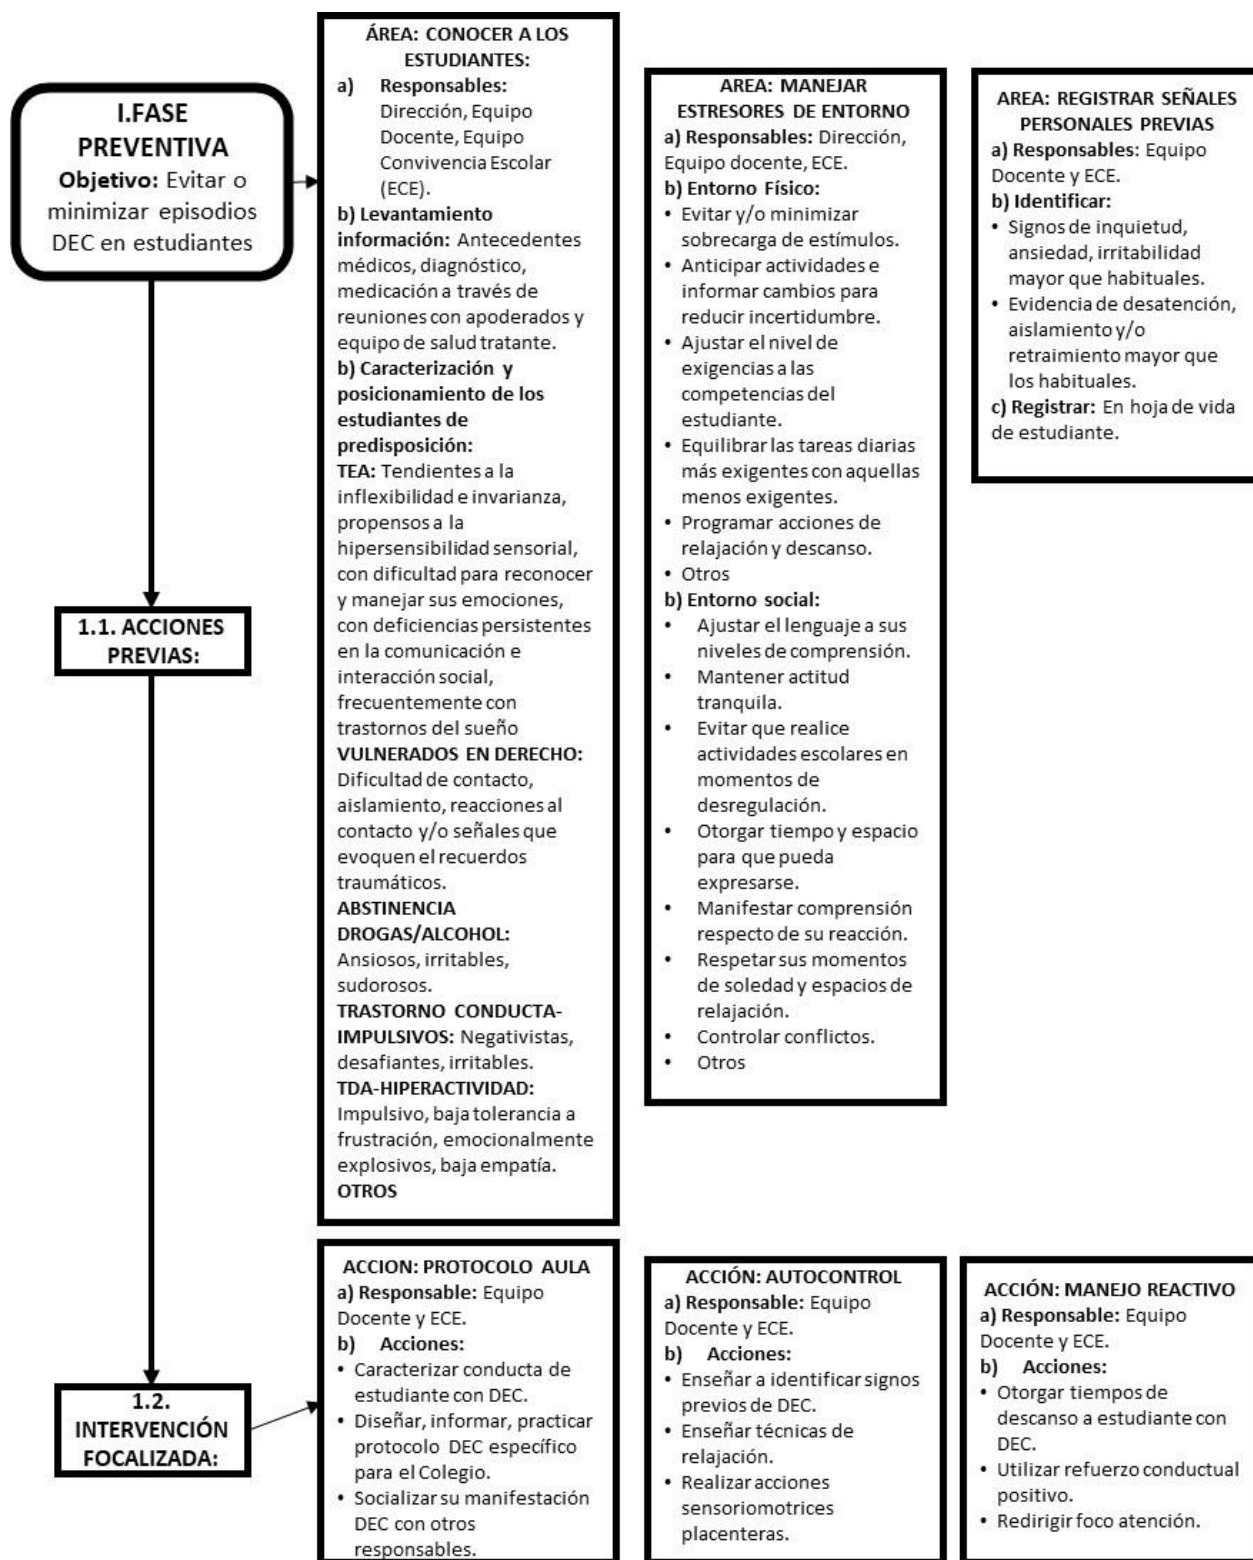 I.FASE
PREVENTIVA
Objetivo: Evitar o
minimizar episodios
DEC en estudiantes
ÁREA: CONOCER A LOS
ESTUDIANTES:
a) Responsables:
Dirección, Equipo
Docente, Equipo
Convivencia Escolar
(ECE).
b) Levantamiento
información: Antecedentes
médicos, diagnóstico,
medicación a través de
reuniones con apoderados y
equipo de salud tratante.
b) Caracterización y
posicionamiento de los
estudiantes de
predisposición:
TEA: Tendientes a la
inflexibilidad e invarianza,
propensos a la
hipersensibilidad sensorial,
con dificultad para reconocer
y manejar sus emociones,
con deficiencias persistentes
en la comunicación e
interacción social,
frecuentemente con
trastornos del sueño
VULNERADOS EN DERECHO:
Dificultad de contacto,
aislamiento, reacciones al
contacto y/o señales que
evoquen el recuerdos
traumáticos.
ABSTINENCIA
DROGAS/ALCOHOL:
Ansiosos, irritables,
sudorosos.
TRASTORNO CONDUCTA-
IMPULSIVOS: Negativistas,
desafiantes, irritables.
TDA-HIPERACTIVIDAD:
Impulsivo, baja tolerancia a
frustración, emocionalmente
explosivos, baja empatía.
OTROS
AREA: MANEJAR
ESTRESORES DE ENTORNO
a) Responsables: Dirección,
Equipo docente, ECE.
b) Entorno Físico:
• Evitar y/o minimizar
sobrecarga de estímulos.
• Anticipar actividades e
informar cambios para
reducir incertidumbre.
• Ajustar el nivel de
exigencias a las
competencias del
estudiante.
• Equilibrar las tareas diarias
más exigentes con aquellas
menos exigentes.
• Programar acciones de
relajación y descanso.
• Otros
b) Entorno social:
• Ajustar el lenguaje a sus
niveles de comprensión.
• Mantener actitud
tranquila.
• Evitar que realice
actividades escolares en
momentos de
desregulación.
• Otorgar tiempo y espacio
para que pueda
expresarse.
• Manifestar comprensión
respecto de su reacción.
• Respetar sus momentos
de soledad y espacios de
relajación.
• Controlar conflictos.
• Otros
AREA: REGISTRAR SEÑALES
PERSONALES PREVIAS
a) Responsables: Equipo
Docente y ECE.
b) Identificar:
• Signos de inquietud,
ansiedad, irritabilidad
mayor que habituales.
• Evidencia de desatención,
aislamiento y/o
retraimiento mayor que
los habituales.
c) Registrar: En hoja de vida
de estudiante.
1.1. ACCIONES
PREVIAS:
1.2.
INTERVENCIÓN
FOCALIZADA:
ACCION: PROTOCOLO AULA
a) Responsable: Equipo
Docente y ECE.
b) Acciones:
• Caracterizar conducta de
estudiante con DEC.
• Diseñar, informar, practicar
protocolo DEC específico
para el Colegio.
• Socializar su manifestación
DEC con otros
responsables.
ACCIÓN: AUTOCONTROL
a) Responsable: Equipo
Docente y ECE.
b) Acciones:
• Enseñar a identificar signos
previos de DEC.
• Enseñar técnicas de
relajación.
• Realizar acciones
sensoriomotrices
placenteras.
ACCIÓN: MANEJO REACTIVO
a) Responsable: Equipo
Docente y ECE.
b) Acciones:
• Otorgar tiempos de
descanso a estudiante con
DEC.
• Utilizar refuerzo conductual
positivo.
• Redirigir foco atención.